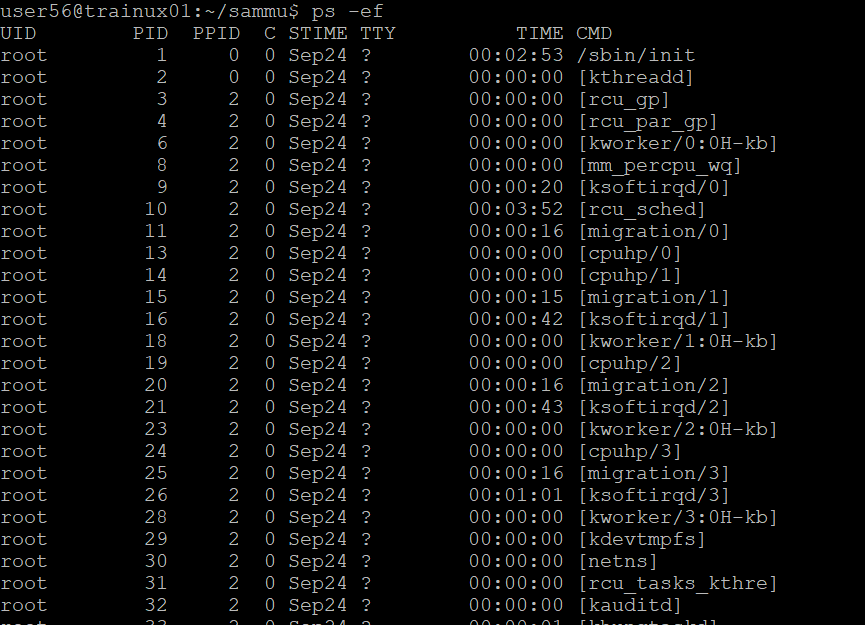 user56@trainux01:~/sammu$ ps -ef
UID          PID    PPID  C STIME TTY          TIME CMD
root           1       0  0 Sep24 ?        00:02:53 /sbin/init
root           2       0  0 Sep24 ?        00:00:00 [kthreadd]
root           3       2  0 Sep24 ?        00:00:00 [rcu_gp]
root           4       2  0 Sep24 ?        00:00:00 [rcu_par_gp]
root           6       2  0 Sep24 ?        00:00:00 [kworker/0:0H-kb]
root           8       2  0 Sep24 ?        00:00:00 [mm_percpu_wq]
root           9       2  0 Sep24 ?        00:00:20 [ksoftirqd/0]
root          10       2  0 Sep24 ?        00:03:52 [rcu_sched]
root          11       2  0 Sep24 ?        00:00:16 [migration/0]
root          13       2  0 Sep24 ?        00:00:00 [cpuhp/0]
root          14       2  0 Sep24 ?        00:00:00 [cpuhp/1]
root          15       2  0 Sep24 ?        00:00:15 [migration/1]
root          16       2  0 Sep24 ?        00:00:42 [ksoftirqd/1]
root          18       2  0 Sep24 ?        00:00:00 [kworker/1:0H-kb]
root          19       2  0 Sep24 ?        00:00:00 [cpuhp/2]
root          20       2  0 Sep24 ?        00:00:16 [migration/2]
root          21       2  0 Sep24 ?        00:00:43 [ksoftirqd/2]
root          23       2  0 Sep24 ?        00:00:00 [kworker/2:0H-kb]
root          24       2  0 Sep24 ?        00:00:00 [cpuhp/3]
root          25       2  0 Sep24 ?        00:00:16 [migration/3]
root          26       2  0 Sep24 ?        00:01:01 [ksoftirqd/3]
root          28       2  0 Sep24 ?        00:00:00 [kworker/3:0H-kb]
root          29       2  0 Sep24 ?        00:00:00 [kdevtmpfs]
root          30       2  0 Sep24 ?        00:00:00 [netns]
root          31       2  0 Sep24 ?        00:00:00 [rcu_tasks_kthre]
root          32       2  0 Sep24 ?        00:00:00 [kauditd]